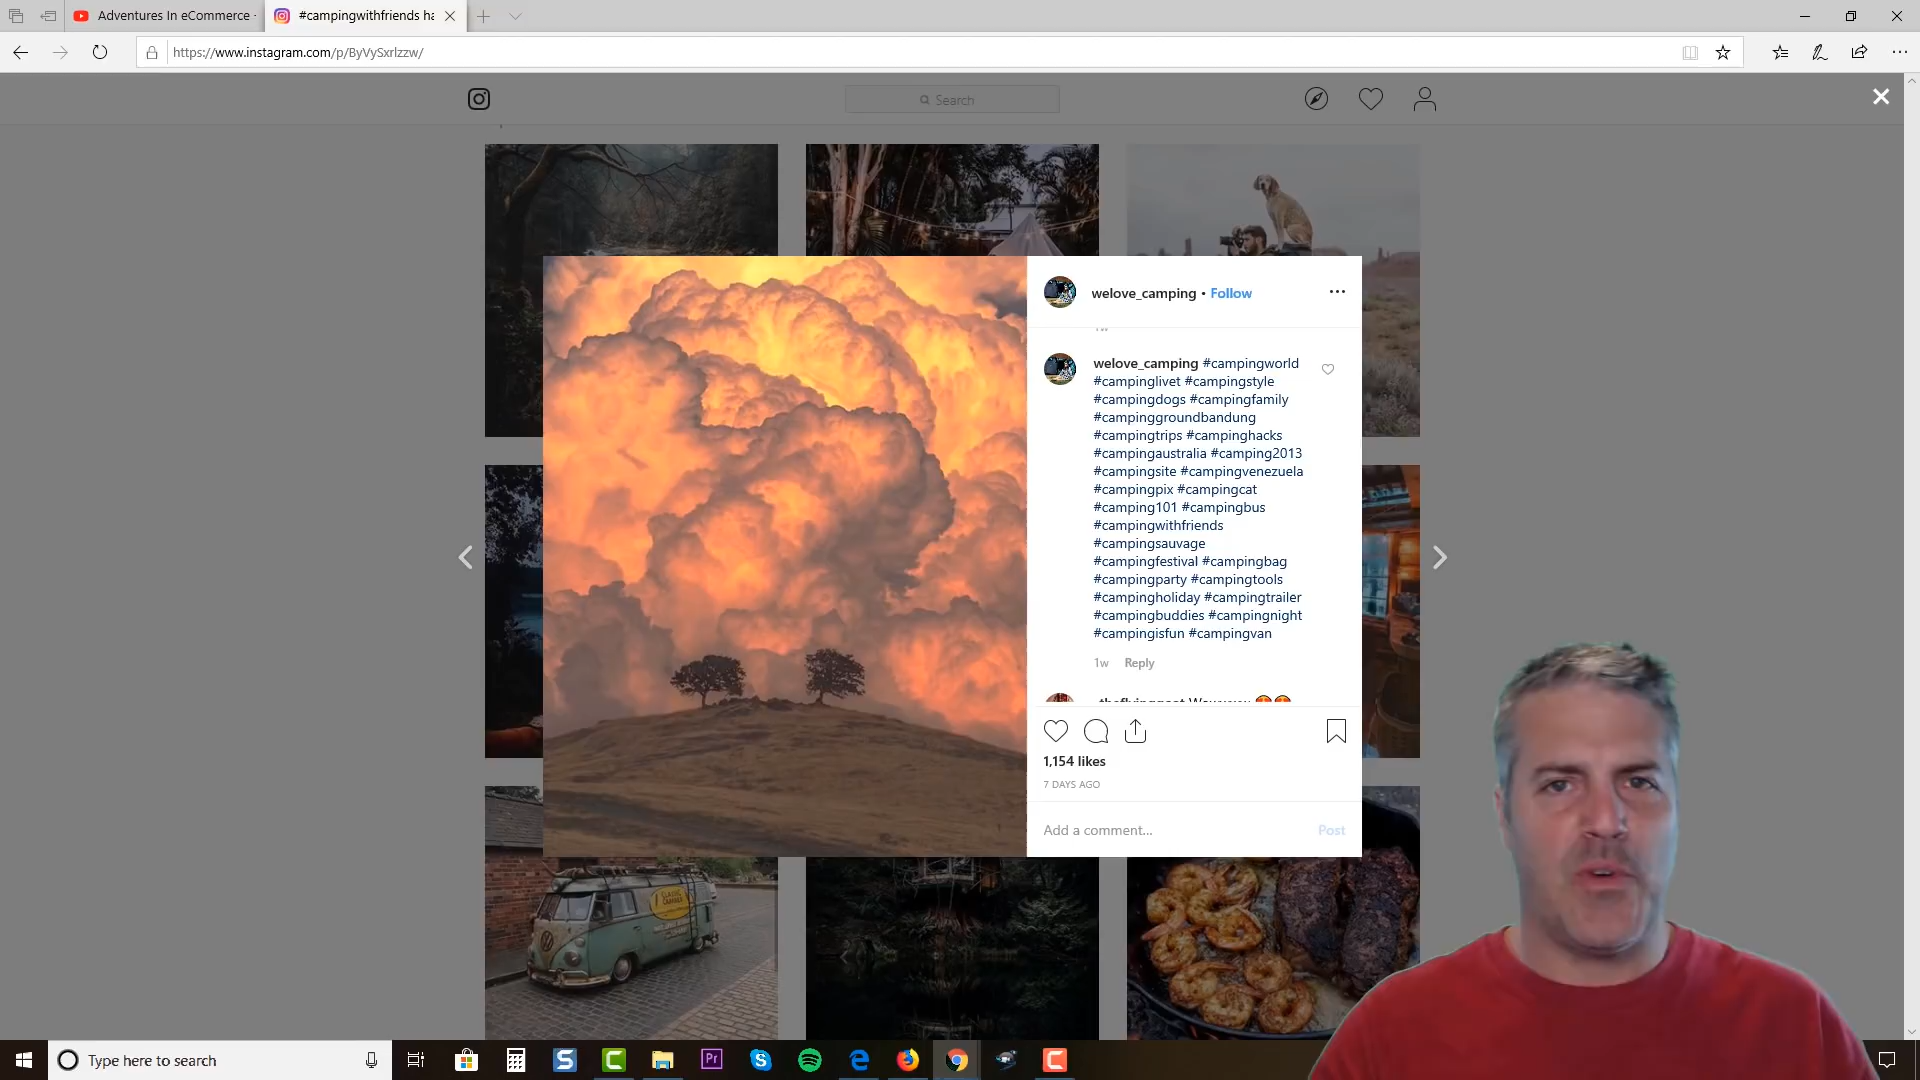 Adventures In eCommerce -
#campingwithfriends ha
https://www.instagram.com/p/ByVySxrlzzw/
Search
welove_camping • Follow
1w
welove_camping #campingworld
#campinglivet #campingstyle
#campingdogs #campingfamily
#campinggroundbandung
#campingtrips #campinghacks
#campingaustralia #camping2013
#campingsite #campingvenezuela
#campingpix #campingcat
#camping101 #campingbus
#campingwithfriends
#campingsauvage
#campingfestival #campingbag
#campingparty #campingtools
#campingholiday #campingtrailer
#campingbuddies #campingnight
#campingisfun #campingvan
1w Reply
1,154 likes
7 DAYS AGO
Add a comment... Post
CLASSIC
CAMPER
Type here to search